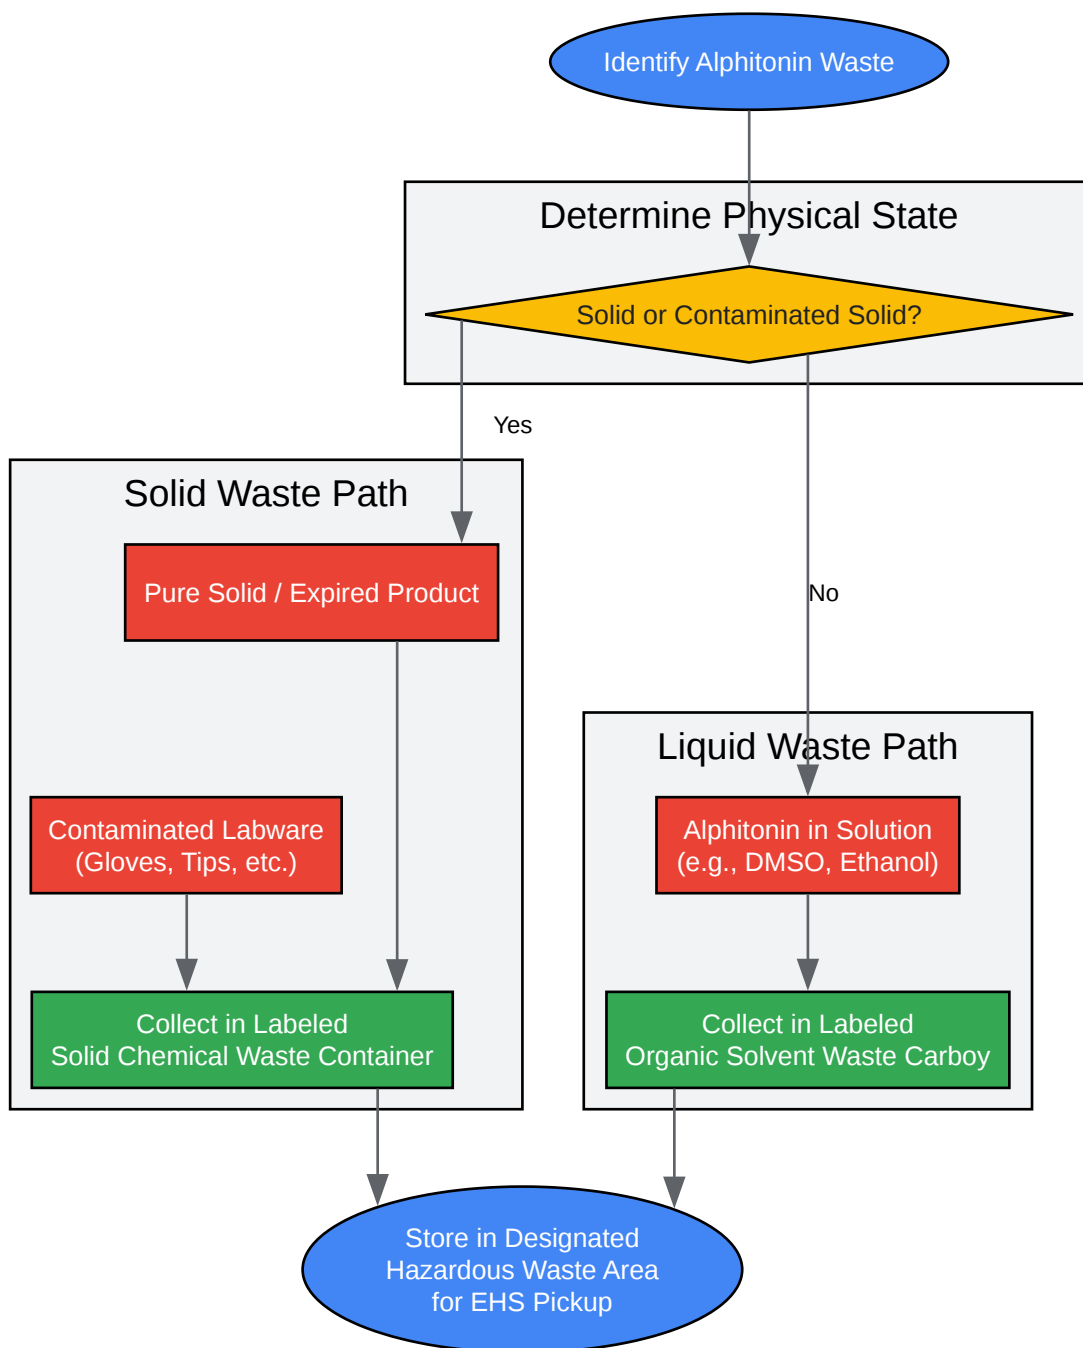 Identify Alphitonin Waste
Determine Physical State
Solid or Contaminated Solid?
Yes
Solid Waste Path
Pure Solid / Expired Product
No
Liquid Waste Path
Contaminated Labware
(Gloves, Tips, etc.)
Alphitonin in Solution
(e.g., DMSO, Ethanol)
Collect in Labeled
Solid Chemical Waste Container
Collect in Labeled
Organic Solvent Waste Carboy
Store in Designated
Hazardous Waste Area
for EHS Pickup